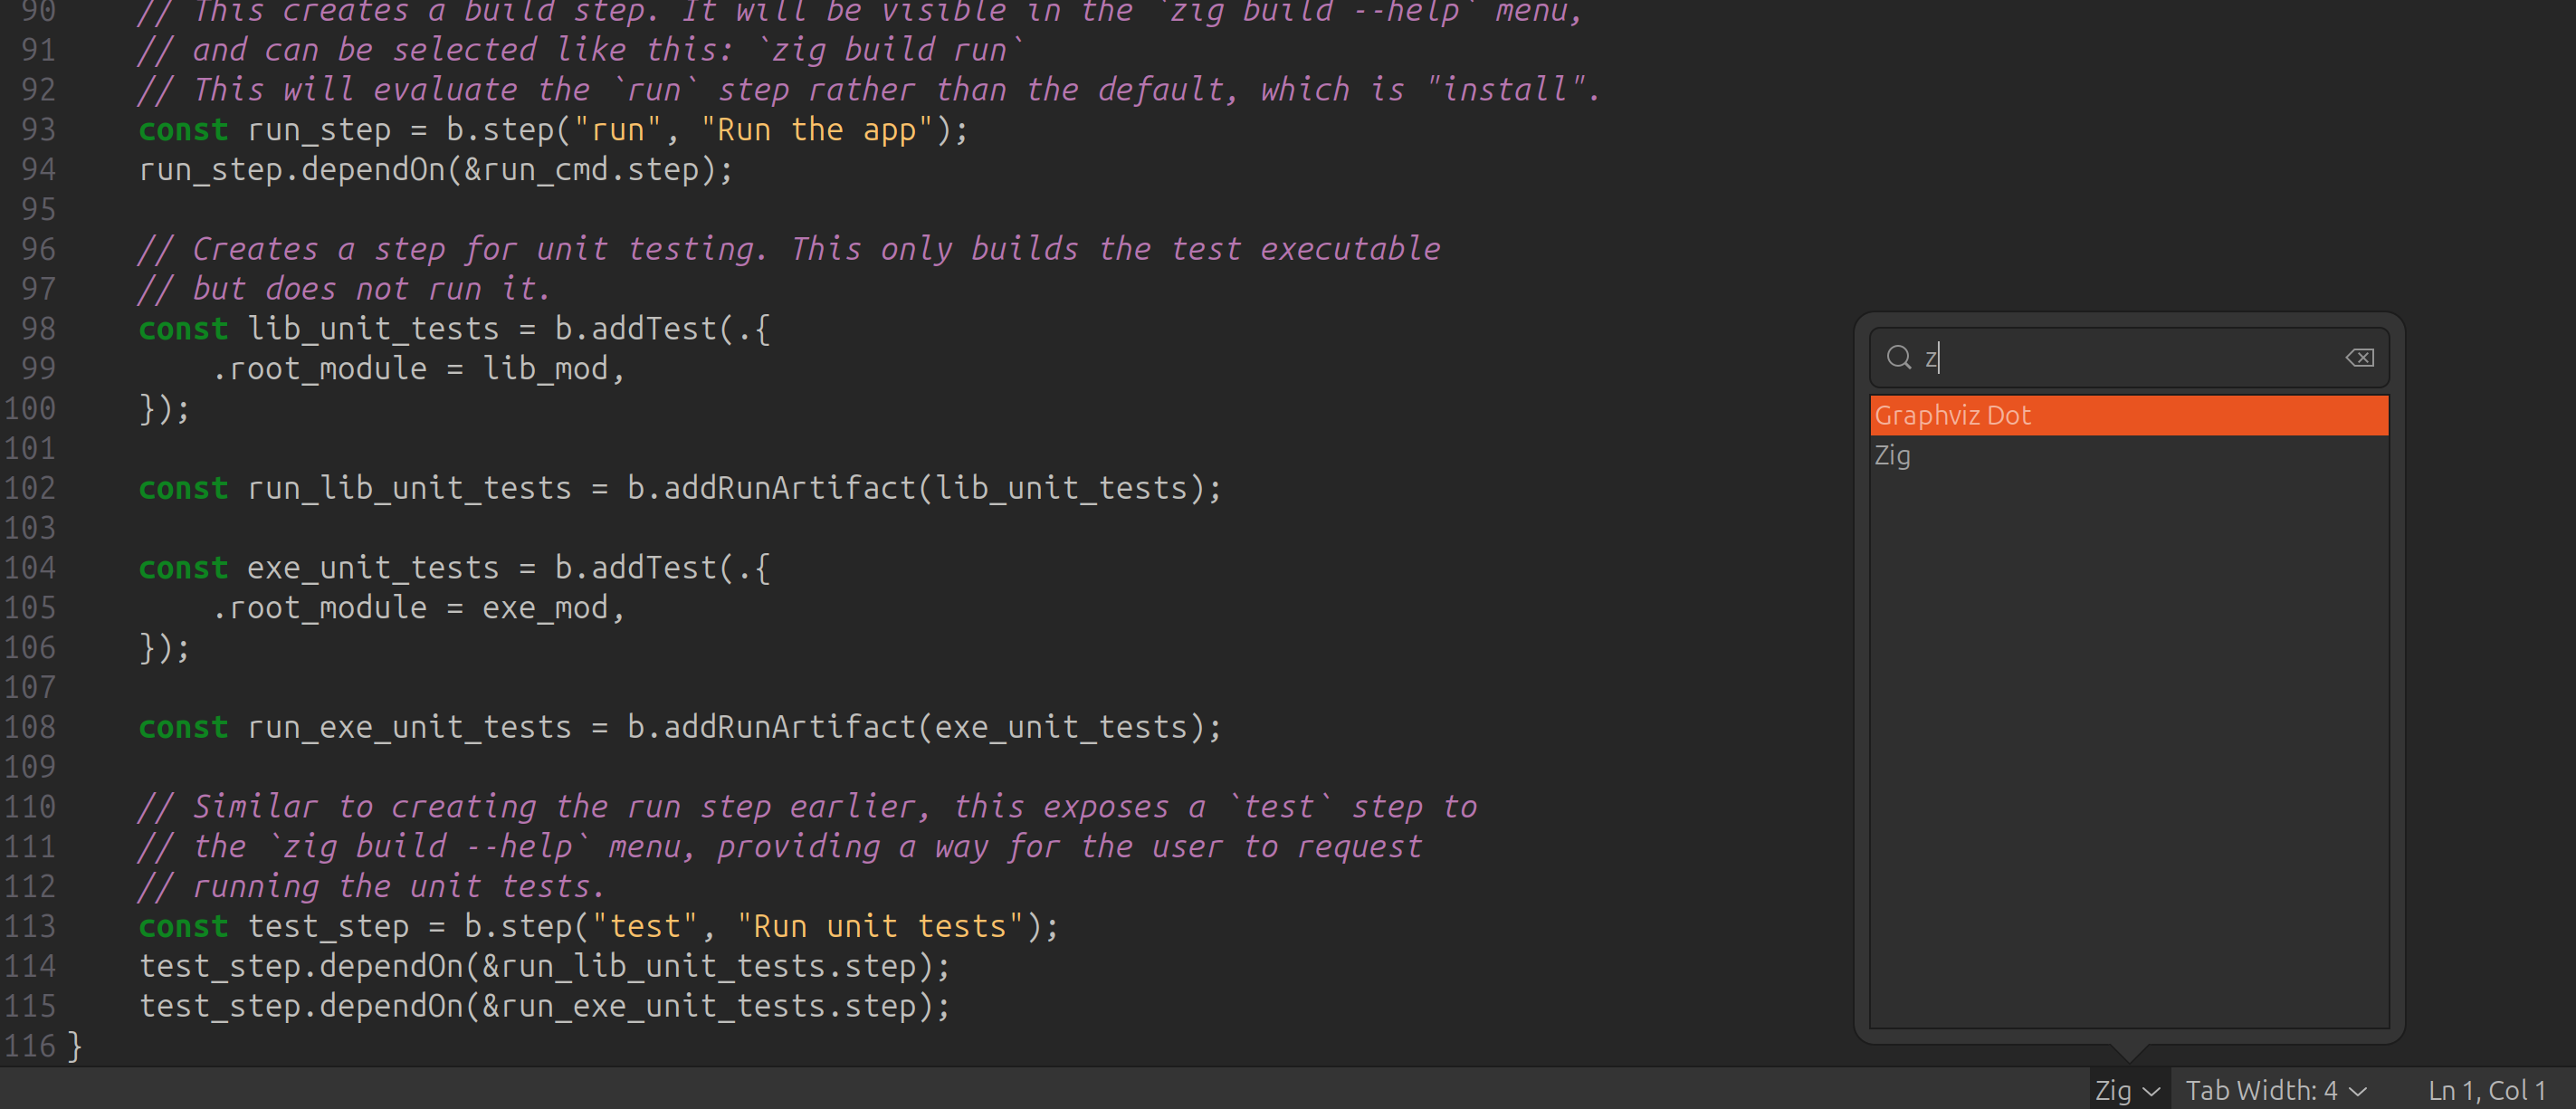 90 // This creates a build step. It will be visible in the `zig build --help` menu,
91 // and can be selected like this: `zig build run`
92 // This will evaluate the `run` step rather than the default, which is "install".
93 const run_step = b.step("run", "Run the app");
94 run_step.dependOn(&run_cmd.step);
95
96 // Creates a step for unit testing. This only builds the test executable
97 // but does not run it.
98 const lib_unit_tests = b.addTest(.{
99 .root_module = lib_mod,
100 });
101
102 const run_lib_unit_tests = b.addRunArtifact(lib_unit_tests);
103
104 const exe_unit_tests = b.addTest(.{
105 .root_module = exe_mod,
106 });
107
108 const run_exe_unit_tests = b.addRunArtifact(exe_unit_tests);
109
110 // Similar to creating the run step earlier, this exposes a `test` step to
111 // the `zig build --help` menu, providing a way for the user to request
112 // running the unit tests.
113 const test_step = b.step("test", "Run unit tests");
114 test_step.dependOn(&run_lib_unit_tests.step);
115 test_step.dependOn(&run_exe_unit_tests.step);
116 }
z
Graphviz Dot
Zig
Zig Tab Width: 4 Ln 1, Col 1